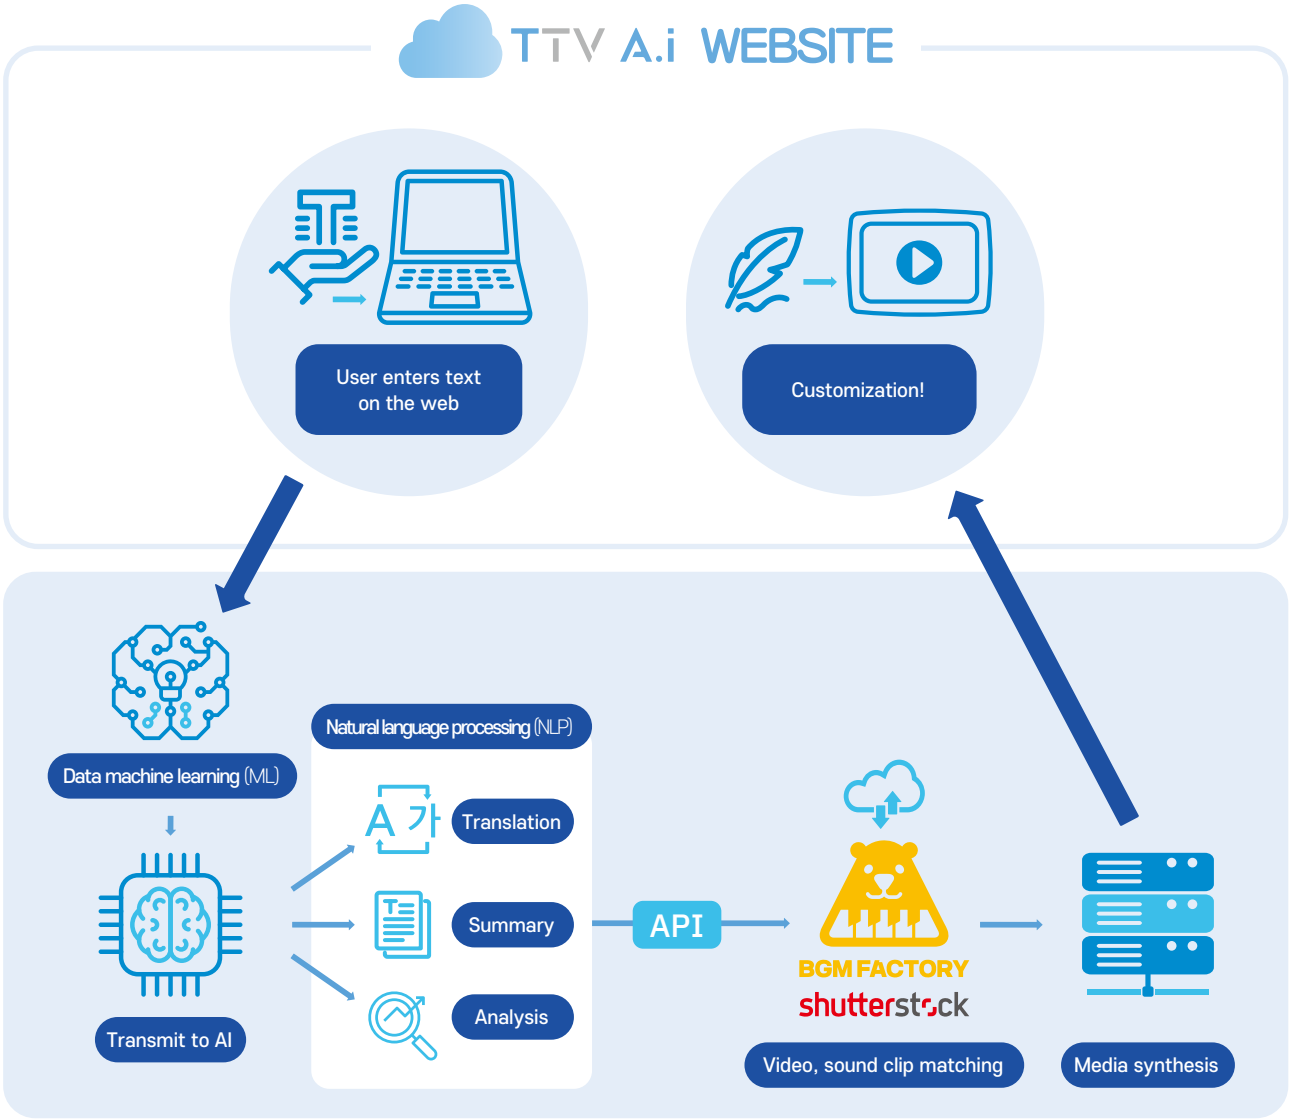 TTV A.i WEBSITE
T
User enters text
on the web
Customization!
Data machine learning (ML)
Transmit to AI
Natural language processing (NLP)
A 가
Translation
T
Summary
Analysis
API
BGM FACTORY
shutterstock
Video, sound clip matching
Media synthesis